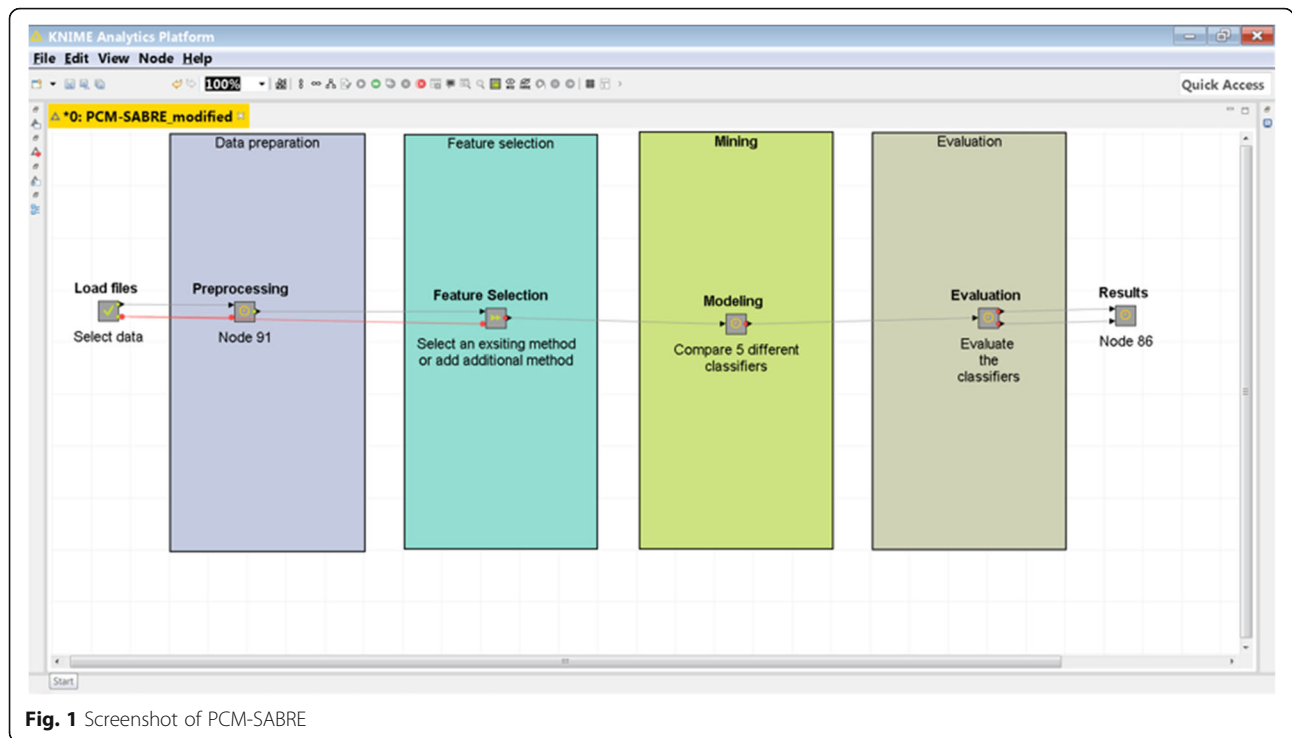 KNIME Analytics Platform
File Edit View Node Help
100%
Quick Access
*0: PCM-SABRE_modified
Data preparation
Feature selection
Mining
Evaluation
Load files
Select data
Preprocessing
Node 91
Feature Selection
Select an exsiting method
or add additional method
Modeling
Compare 5 different
classifiers
Evaluation
Evaluate
the
classifiers
Results
Node 86
Start
Fig. 1 Screenshot of PCM-SABRE